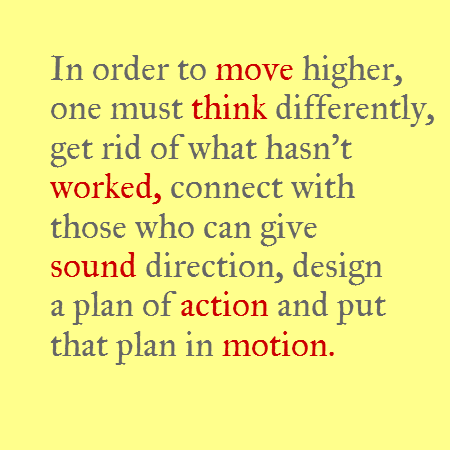 In order to move higher,
one must think differently,
get rid of what hasn’t
worked, connect with
those who can give
sound direction, design
a plan of action and put
that plan in motion.